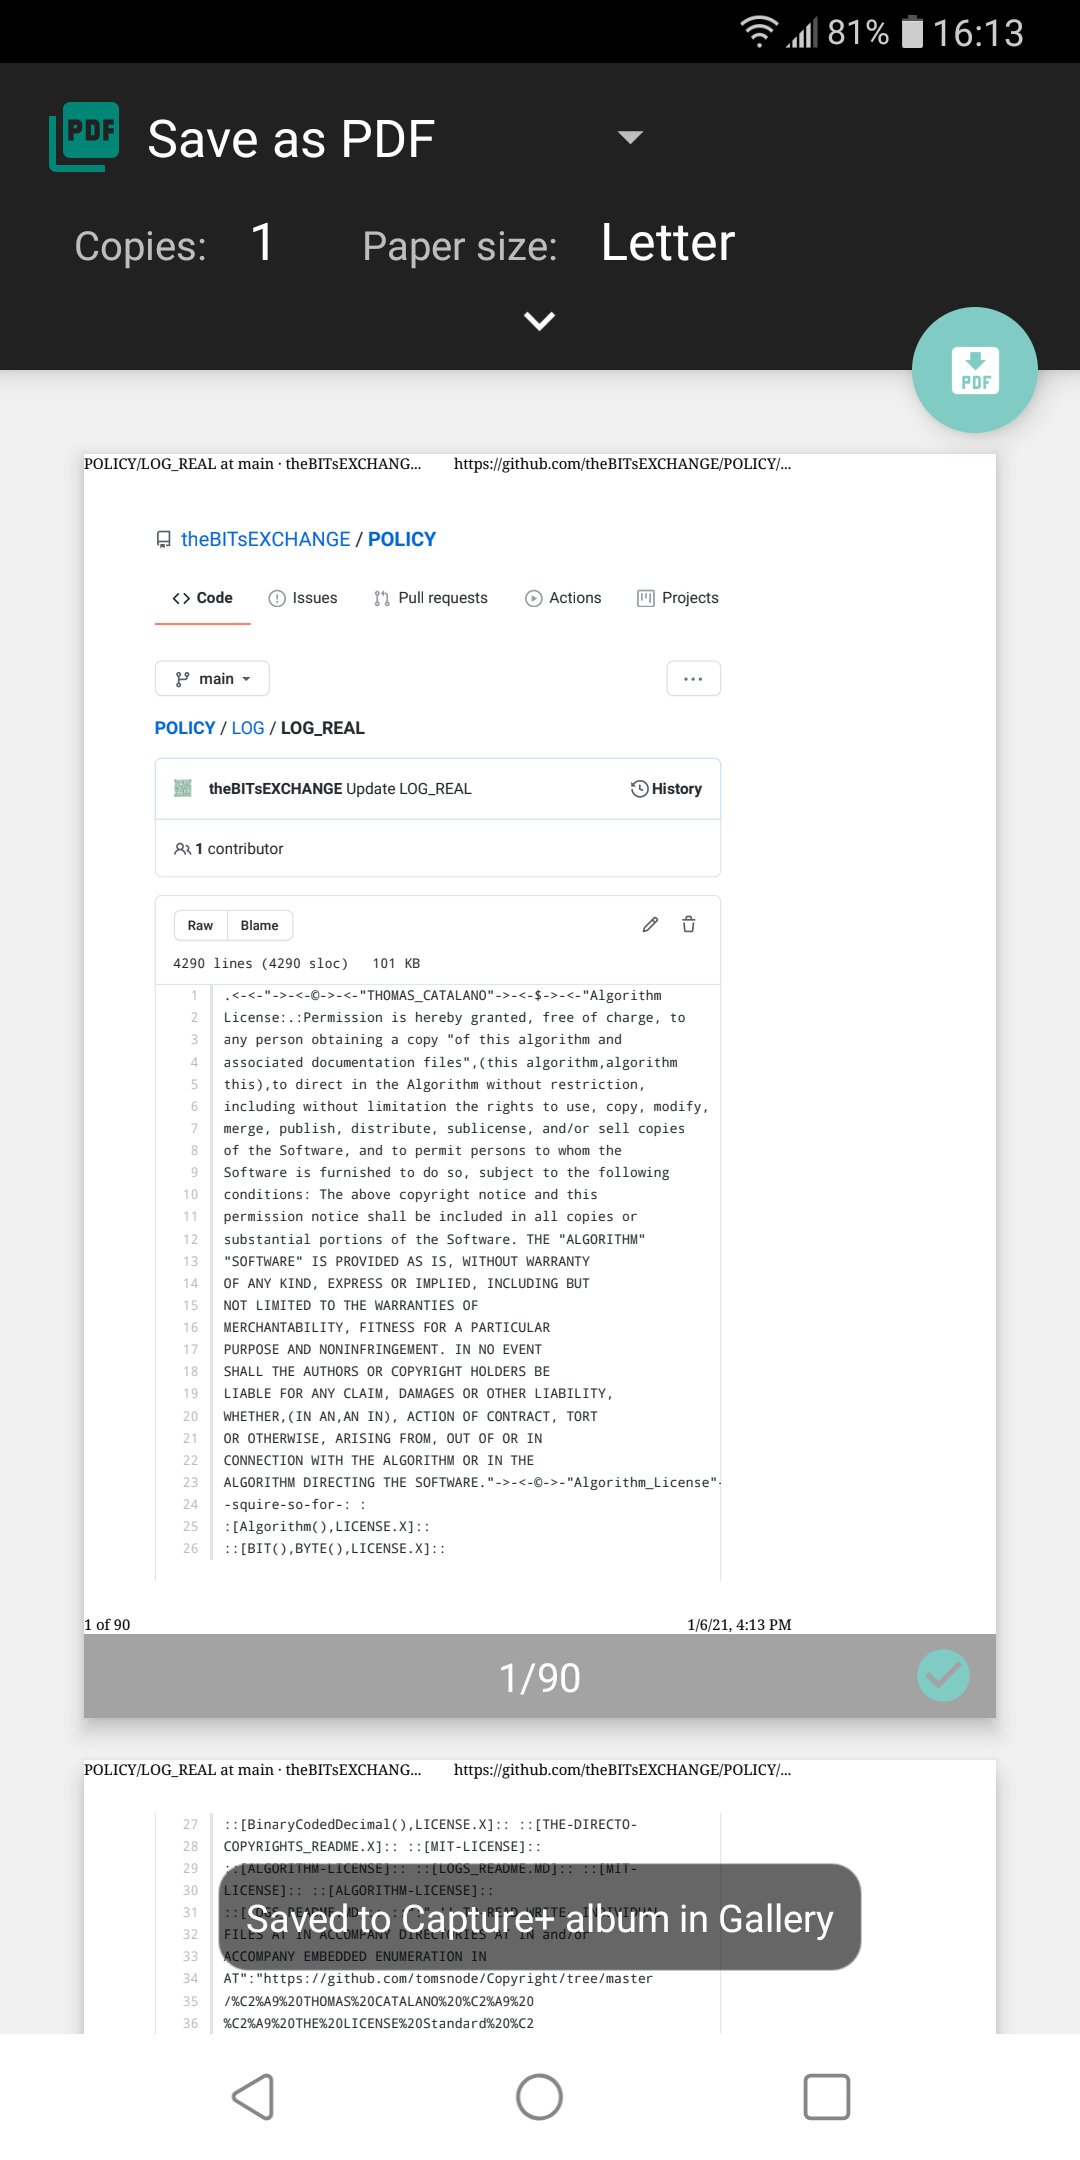 81% 16:13
PDF Save as PDF
Copies: 1 Paper size: Letter
PDF
POLICY/LOG_REAL at main · theBITsEXCHANG... https://github.com/theBITsEXCHANGE/POLICY/...
theBITsEXCHANGE / POLICY
Code Issues Pull requests Actions Projects
main ...
POLICY / LOG / LOG_REAL
theBITsEXCHANGE Update LOG_REAL History
1 contributor
Raw Blame
4290 lines (4290 sloc) 101 KB
1 .<-<-"->-<-©->-<-"THOMAS_CATALANO"->-<-$->-<-"Algorithm
2 License:.:Permission is hereby granted, free of charge, to
3 any person obtaining a copy "of this algorithm and
4 associated documentation files",(this algorithm,algorithm
5 this),to direct in the Algorithm without restriction,
6 including without limitation the rights to use, copy, modify,
7 merge, publish, distribute, sublicense, and/or sell copies
8 of the Software, and to permit persons to whom the
9 Software is furnished to do so, subject to the following
10 conditions: The above copyright notice and this
11 permission notice shall be included in all copies or
12 substantial portions of the Software. THE "ALGORITHM"
13 "SOFTWARE" IS PROVIDED AS IS, WITHOUT WARRANTY
14 OF ANY KIND, EXPRESS OR IMPLIED, INCLUDING BUT
15 NOT LIMITED TO THE WARRANTIES OF
16 MERCHANTABILITY, FITNESS FOR A PARTICULAR
17 PURPOSE AND NONINFRINGEMENT. IN NO EVENT
18 SHALL THE AUTHORS OR COPYRIGHT HOLDERS BE
19 LIABLE FOR ANY CLAIM, DAMAGES OR OTHER LIABILITY,
20 WHETHER,(IN AN,AN IN), ACTION OF CONTRACT, TORT
21 OR OTHERWISE, ARISING FROM, OUT OF OR IN
22 CONNECTION WITH THE ALGORITHM OR IN THE
23 ALGORITHM DIRECTING THE SOFTWARE."->-<-©->-"Algorithm_License"-
24 -squire-so-for-: :
25 :[Algorithm(),LICENSE.X]::
26 ::[BIT(),BYTE(),LICENSE.X]::
1 of 90 1/6/21, 4:13 PM
1/90
POLICY/LOG_REAL at main · theBITsEXCHANG... https://github.com/theBITsEXCHANGE/POLICY/...
27 ::[BinaryCodedDecimal(),LICENSE.X]:: ::[THE-DIRECTO-
28 COPYRIGHTS_README.X]:: ::[MIT-LICENSE]::
29 ::[ALGORITHM-LICENSE]:: ::[LOGS_README.MD]:: ::[MIT-
30 LICENSE]:: ::[ALGORITHM-LICENSE]::
31
Saved to Capture+ album in Gallery
32 FILES AT IN ACCOMPANY DIRECTORIES AT IN and/or
33 ACCOMPANY EMBEDDED ENUMERATION IN
34 AT":"https://github.com/tomsnode/Copyright/tree/master
35 /%C2%A9%20THOMAS%20CATALANO%20%C2%A9%20
36 %C2%A9%20THE%20LICENSE%20Standard%20%C2